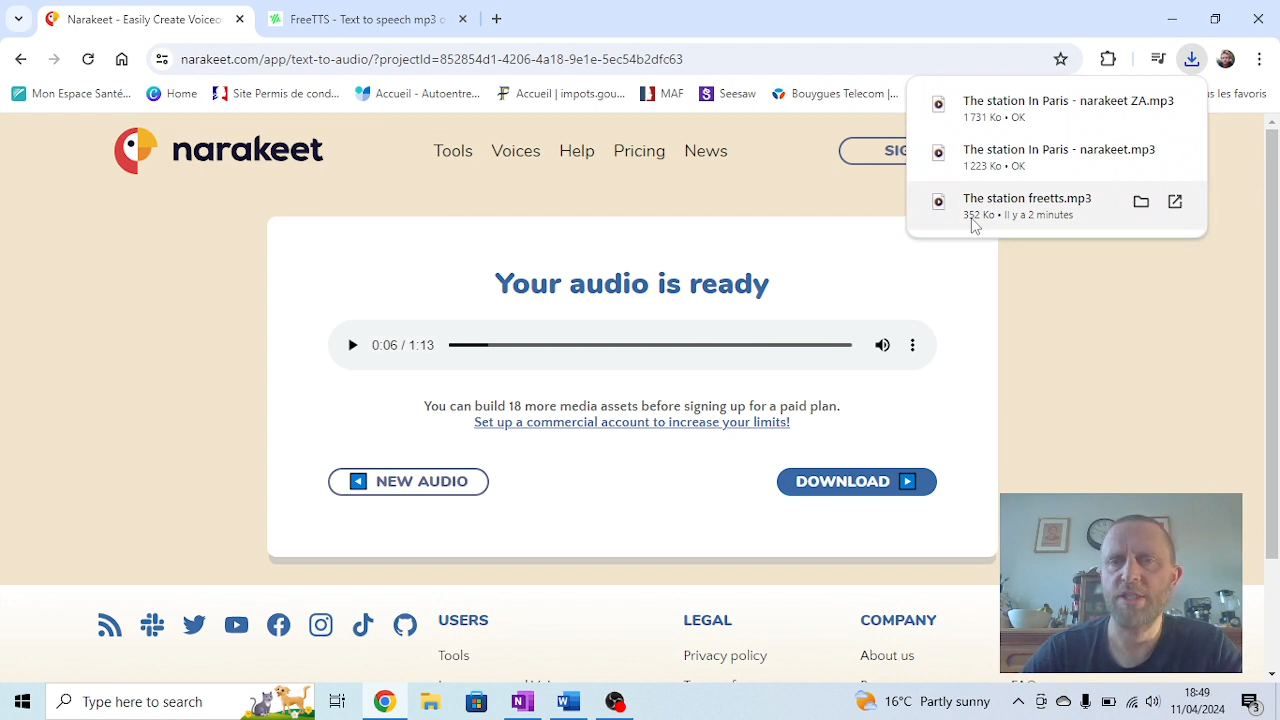 Narakeet - Easily Create Voiceo
FreeTTS - Text to speech mp3 c
narakeet.com/app/text-to-audio/?projectId=852854d1-4206-4a18-9e1e-5ec54b2dfc63
Mon Espace Santé...
Home
Site Permis de cond...
Accueil - Autoentre...
Accueil | impots.gou...
MAF
Seesaw
Bouygues Telecom |...
us les favoris
The station In Paris - narakeet ZA.mp3
1 731 Ko • OK
The station In Paris - narakeet.mp3
1 223 Ko • OK
The station freetts.mp3
352 Ko • Il y a 2 minutes
narakeet
Tools
Voices
Help
Pricing
News
SIG
Your audio is ready
0:06 / 1:13
You can build 18 more media assets before signing up for a paid plan.
Set up a commercial account to increase your limits!
NEW AUDIO
DOWNLOAD
USERS
LEGAL
COMPANY
Tools
Privacy policy
About us
Type here to search
16°C Partly sunny
18:49
11/04/2024
3